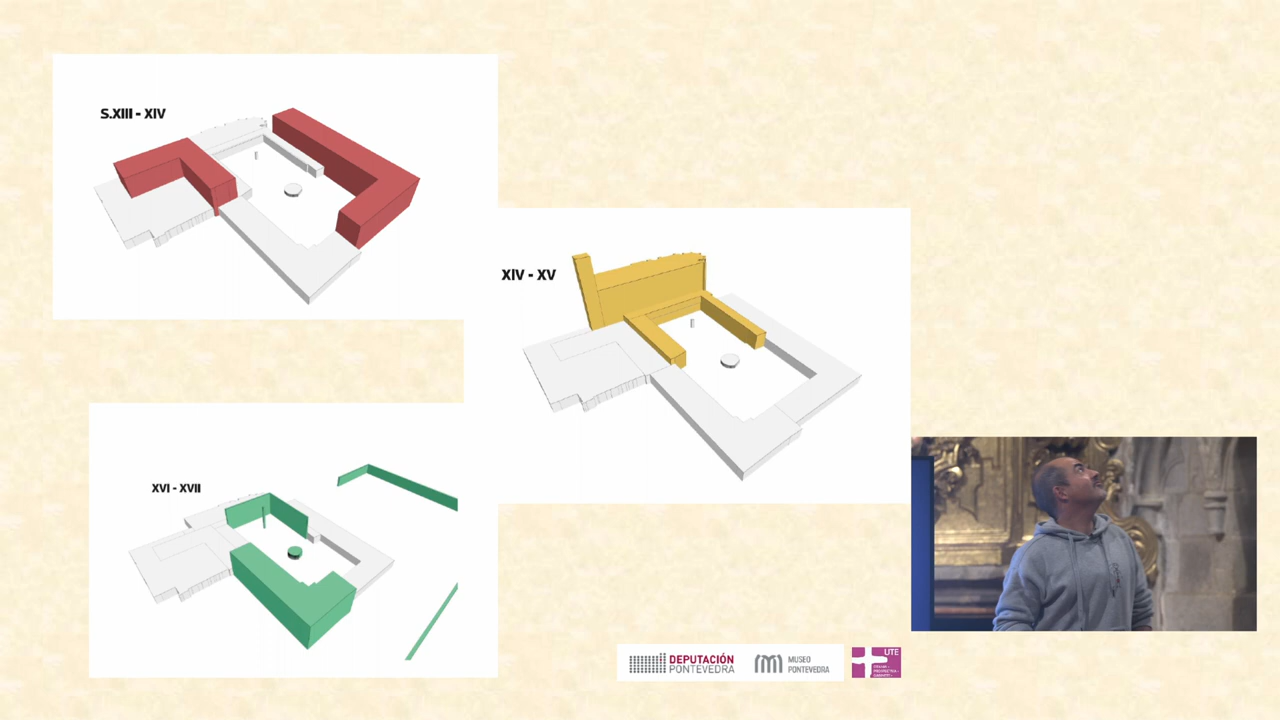 S.XIII - XIV
XIV - XV
XVI - XVII
DEPUTACIÓN
PONTEVEDRA
MUSEO
PONTEVEDRA
UTE